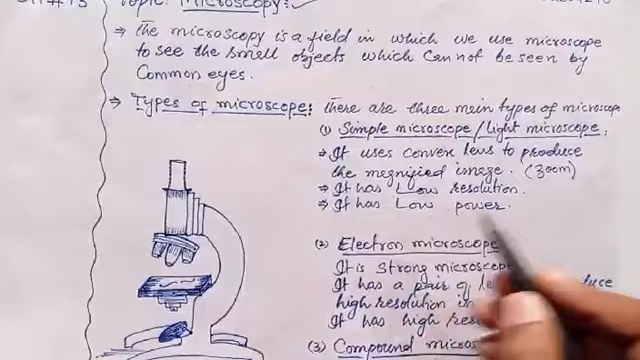 Topic: Microscopy:
⇒ The microscopy is a field in which we use microscope
to see the small objects which can not be seen by
Common eyes.
⇒ Types of microscope: There are three main types of microscop
(1) Simple microscope/light microscope:
⇒ It uses convex lens to produce
the magnified image. (Zoom)
⇒ It has Low resolution.
⇒ It has Low power.
(2) Electron microscope
It is strong microscope
It has a pair of
high resolution
It has high
(3) Compound